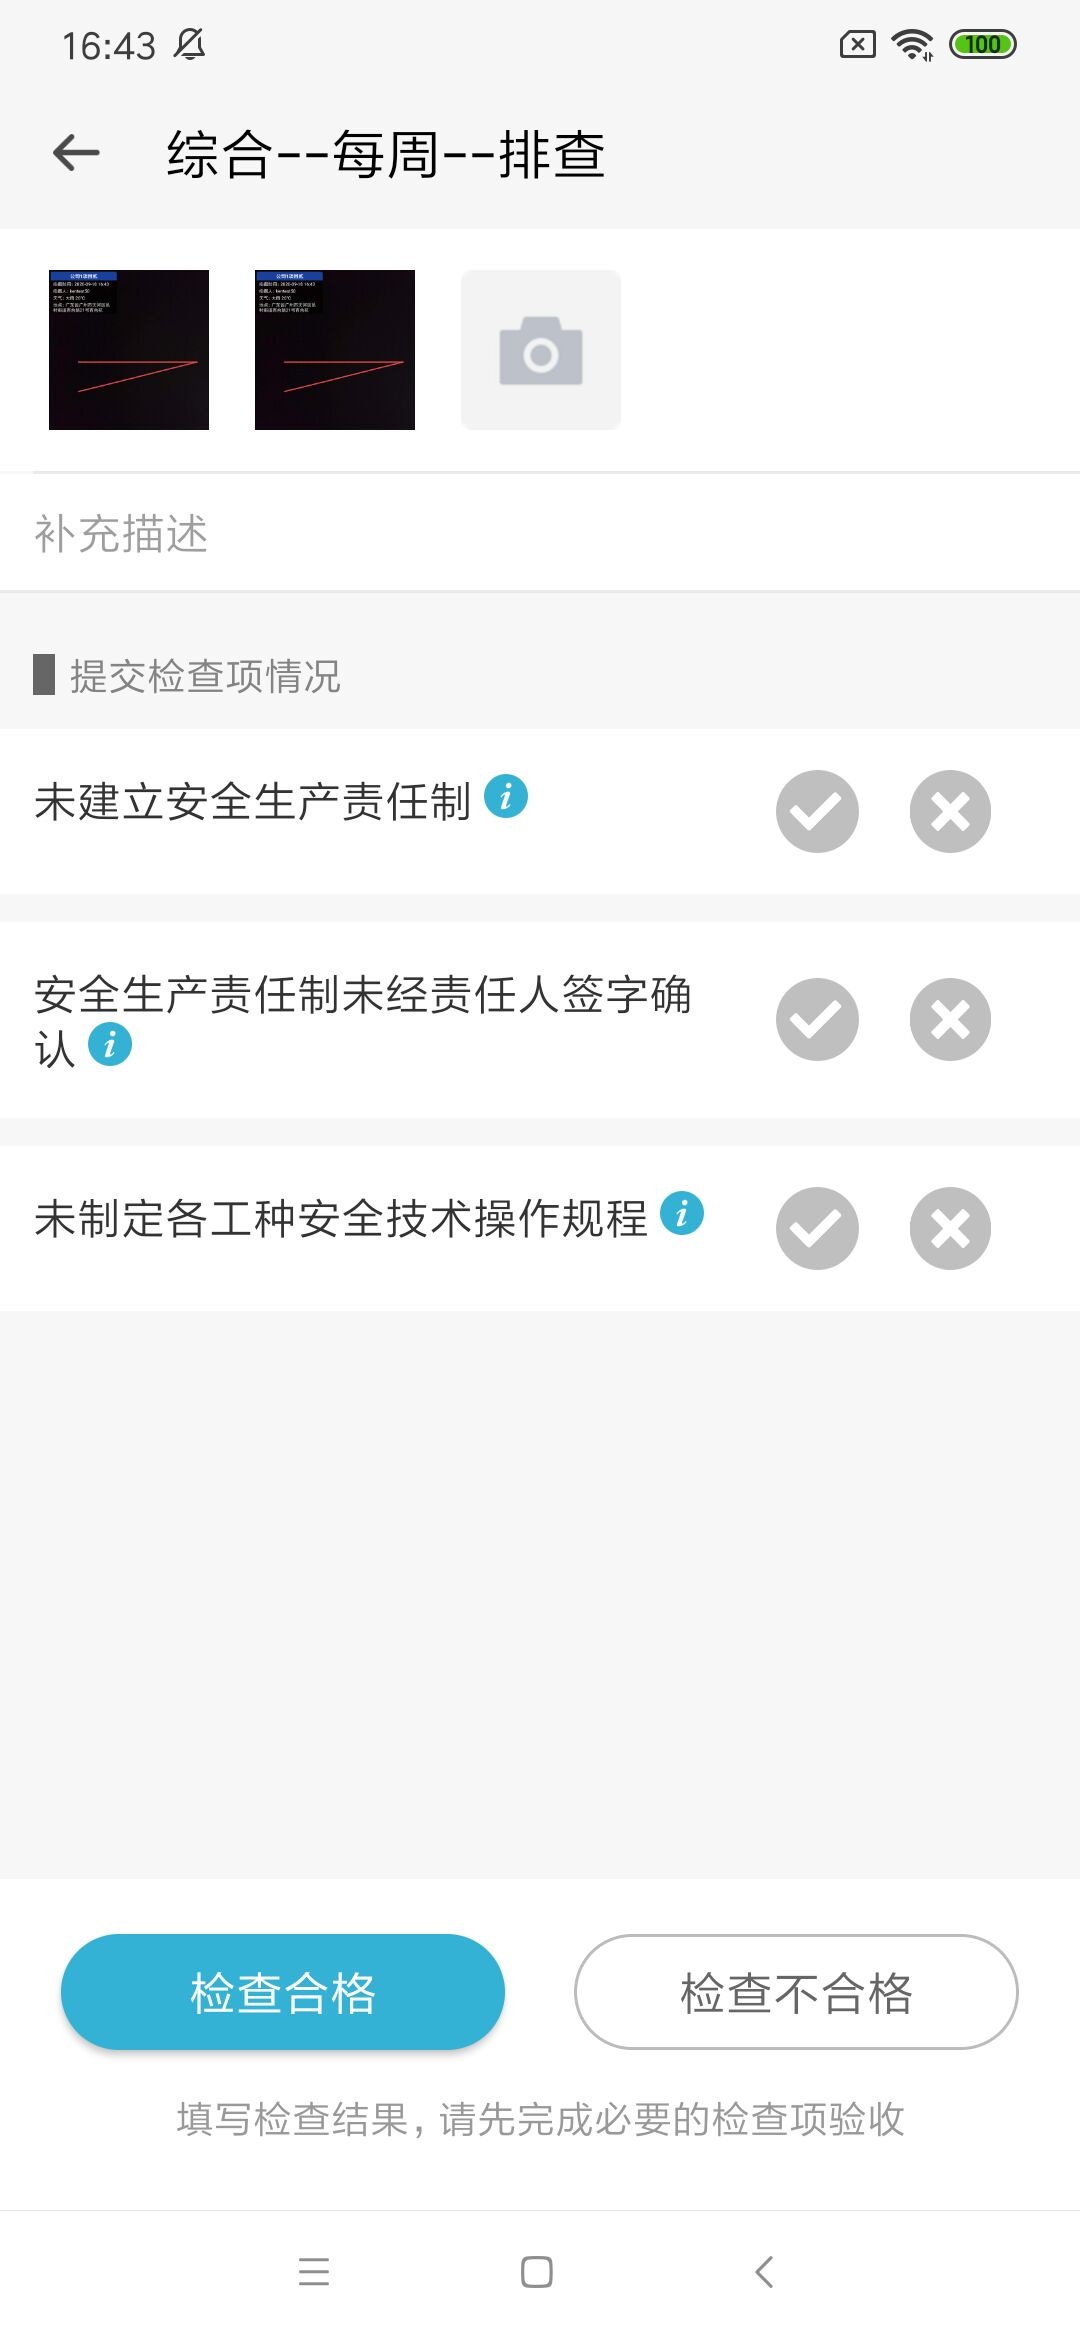 16:43
100
综合--每周--排查
补充描述
提交检查项情况
未建立安全生产责任制
安全生产责任制未经责任人签字确
认
未制定各工种安全技术操作规程
检查合格
检查不合格
填写检查结果，请先完成必要的检查项验收